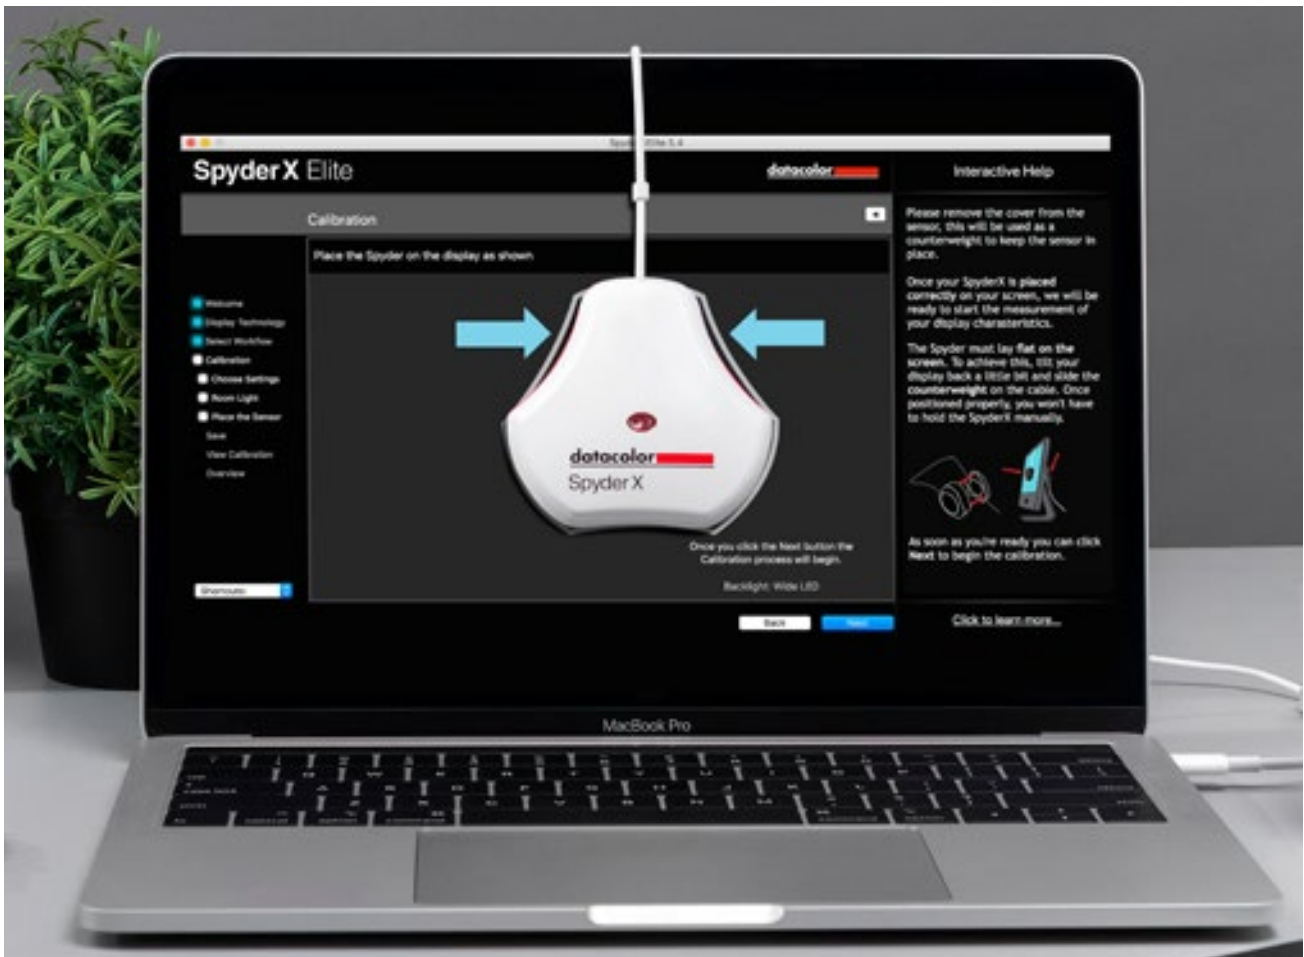 SpyderX Elite
datacolor
Interactive Help
Calibration
Place the Spyder on the display as shown
Welcome
Display Technology
Select Workflow
Calibration
Choose Settings
Room Light
Place the Sensor
Save
View Calibration
Overview
Shortcuts
datacolor
Spyder X
Once you click the Next button the
Calibration process will begin.
Backlight: Wide LED
Back
Next
Please remove the cover from the
sensor, this will be used as a
counterweight to keep the sensor in
place.
Once your SpyderX is placed
correctly on your screen, we will be
ready to start the measurement of
your display characteristics.
The Spyder must lay flat on the
screen. To achieve this, tilt your
display back a little bit and slide the
counterweight on the cable. Once
positioned properly, you won't have
to hold the SpyderX manually.
As soon as you're ready you can click
Next to begin the calibration.
Click to learn more...
MacBook Pro